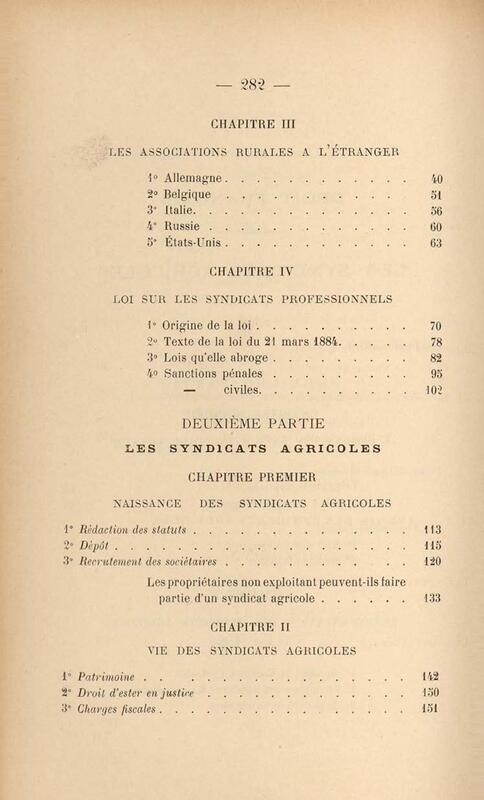 — 282 —
CHAPITRE III
LES ASSOCIATIONS RURALES A L'ÉTRANGER
1° Allemagne. . . . . . . . . . . . 40
2° Belgique . . . . . . . . . . . . 51
3° Italie. . . . . . . . . . . . . 56
4° Russie . . . . . . . . . . . . . 60
5° États-Unis . . . . . . . . . . . 63
CHAPITRE IV
LOI SUR LES SYNDICATS PROFESSIONNELS
1° Origine de la loi . . . . . . . . . . 70
2° Texte de la loi du 21 mars 1884. . . . . 78
3° Lois qu'elle abroge . . . . . . . . . 82
4° Sanctions pénales . . . . . . . . . 95
— civiles. . . . . . . . . . 102
DEUXIÈME PARTIE
LES SYNDICATS AGRICOLES
CHAPITRE PREMIER
NAISSANCE DES SYNDICATS AGRICOLES
1° Rédaction des statuts . . . . . . . . . . . . . 113
2° Dépôt . . . . . . . . . . . . . . . . . . 115
3° Recrutement des sociétaires . . . . . . . . . . . 120
Les propriétaires non exploitant peuvent-ils faire
partie d'un syndicat agricole . . . . . . 133
CHAPITRE II
VIE DES SYNDICATS AGRICOLES
1° Patrimoine . . . . . . . . . . . . . . . . 142
2° Droit d'ester en justice . . . . . . . . . . . . 150
3° Charges fiscales . . . . . . . . . . . . . . . 151